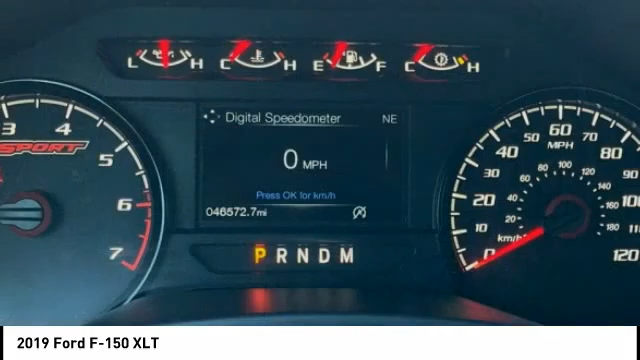 L H C H E F C H
Digital Speedometer NE
0 MPH
Press OK for km/h
046572.7mi
P R N D M
3 4 5 6 7
SPORT
0 10 20 30 40 50 60 70 80 90 100 110 120
MPH
20 40 60 80 100 120 140 160 180
km/h
2019 Ford F-150 XLT